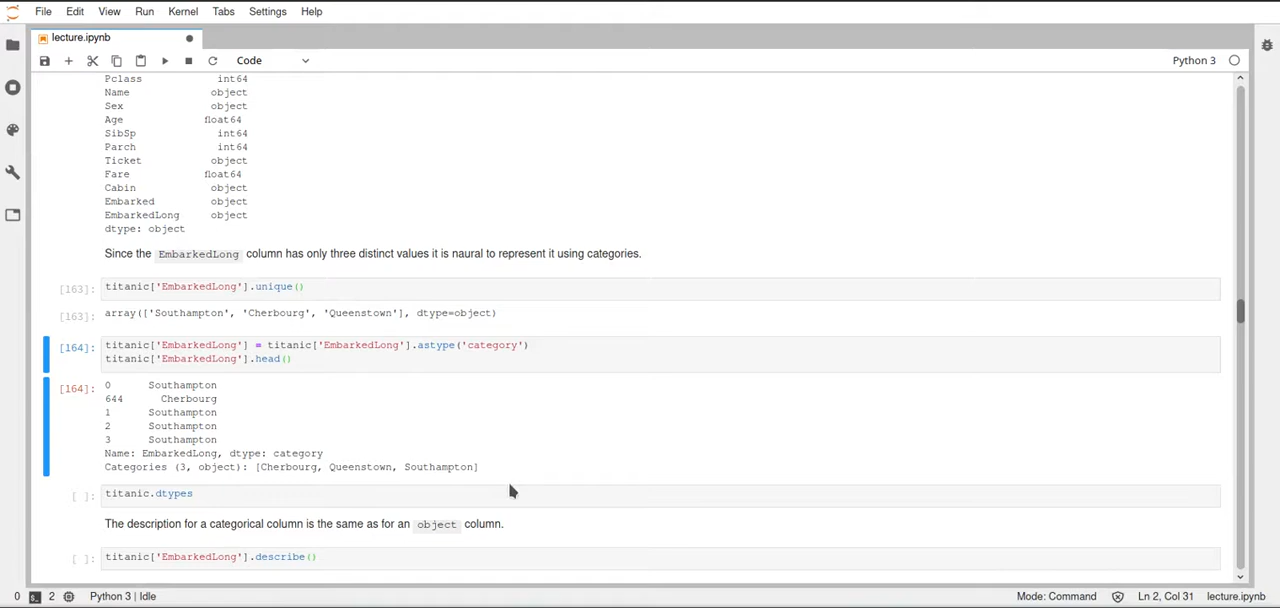 File Edit View Run Kernel Tabs Settings Help
lecture.ipynb
Code Python 3
Pclass int64
Name object
Sex object
Age float64
SibSp int64
Parch int64
Ticket object
Fare float64
Cabin object
Embarked object
EmbarkedLong object
dtype: object
Since the EmbarkedLong column has only three distinct values it is naural to represent it using categories.
[163]: titanic['EmbarkedLong'].unique()
[163]: array(['Southampton', 'Cherbourg', 'Queenstown'], dtype=object)
[164]: titanic['EmbarkedLong'] = titanic['EmbarkedLong'].astype('category')
titanic['EmbarkedLong'].head()
[164]: 0 Southampton
644 Cherbourg
1 Southampton
2 Southampton
3 Southampton
Name: EmbarkedLong, dtype: category
Categories (3, object): [Cherbourg, Queenstown, Southampton]
[ ]: titanic.dtypes
The description for a categorical column is the same as for an object column.
[ ]: titanic['EmbarkedLong'].describe()
0 2 Python 3 | Idle Mode: Command Ln 2, Col 31 lecture.ipynb